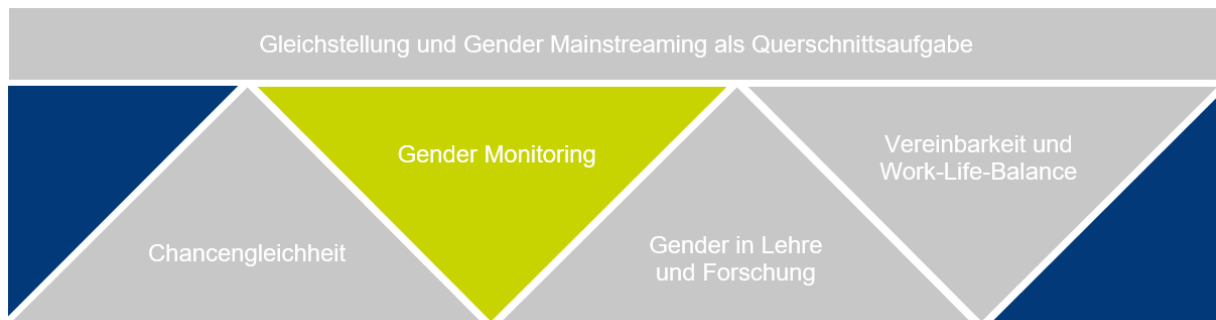 Gleichstellung und Gender Mainstreaming als Querschnittsaufgabe
Gender Monitoring
Vereinbarkeit und
Work-Life-Balance
Chancengleichheit
Gender in Lehre
und Forschung